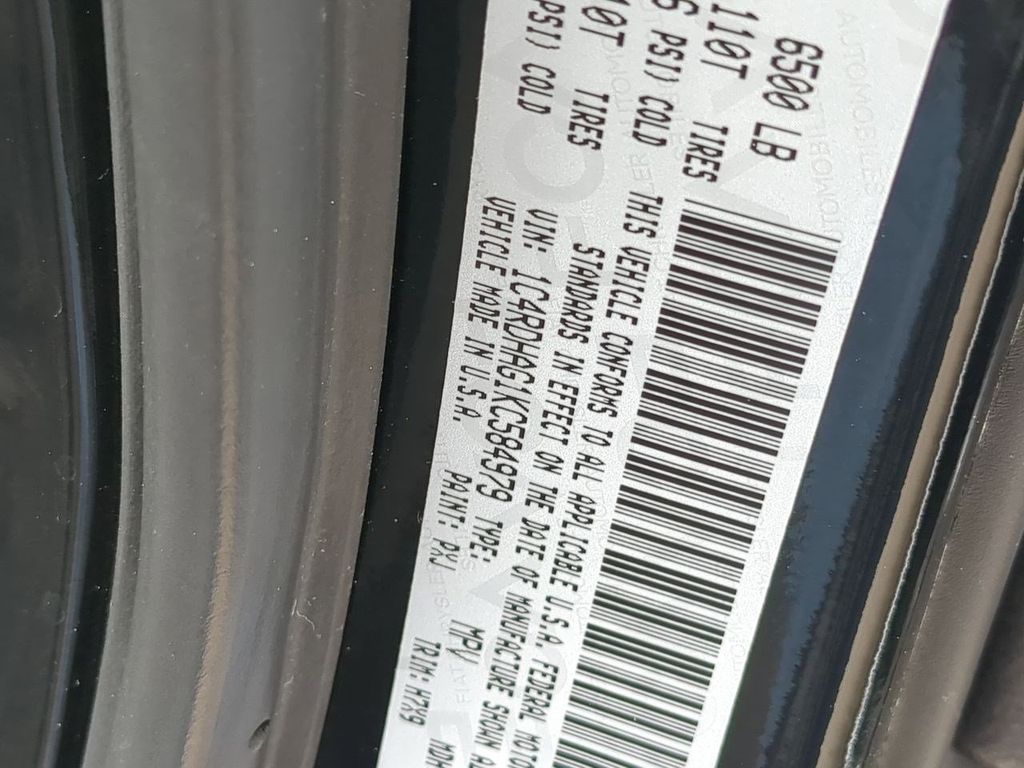 6500 LB
110T TIRES
PSI) COLD
10T TIRES
PSI) COLD
THIS VEHICLE CONFORMS TO ALL APPLICABLE U.S.A. FEDERAL MOTO
STANDARDS IN EFFECT ON THE DATE OF MANUFACTURE SHOWN A
VIN: 1C4RDHAG1KC584979 TYPE: MPV
VEHICLE MADE IN U.S.A. PAINT: PXJ TRIM: H7X9